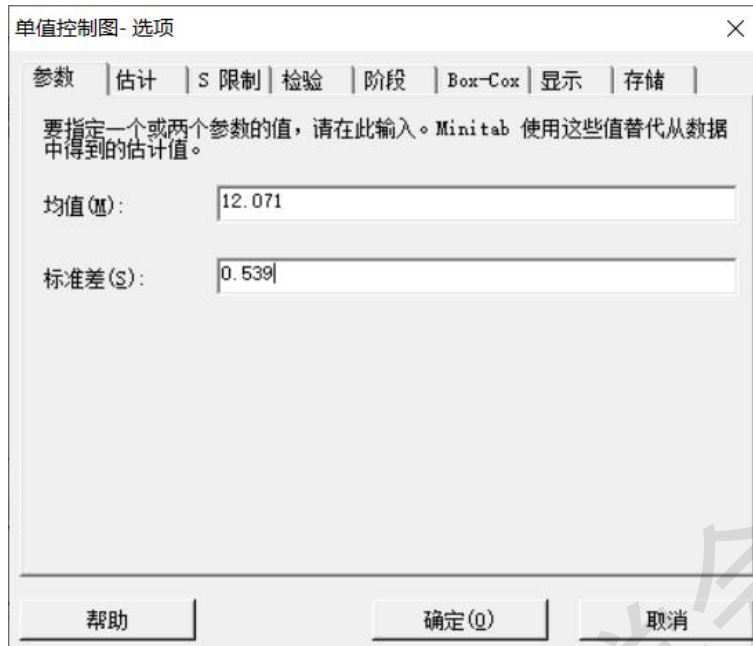 单值控制图- 选项
参数 估计 S 限制 检验 阶段 Box-Cox 显示 存储
要指定一个或两个参数的值，请在此输入。Minitab 使用这些值替代从数据
中得到的估计值。
均值(M): 12.071
标准差(S): 0.539
帮助 确定(O) 取消